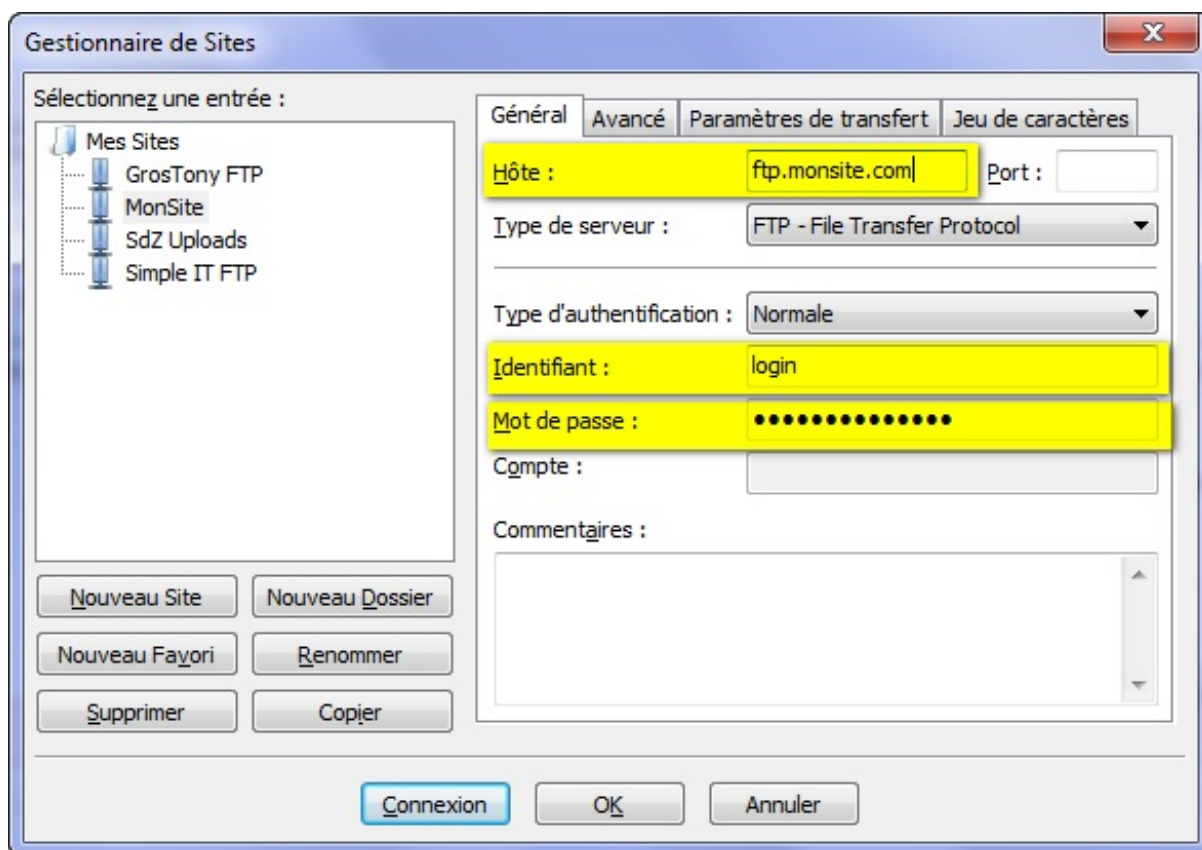 Gestionnaire de Sites
X
Sélectionnez une entrée :
Mes Sites
GrosTony FTP
MonSite
SdZ Uploads
Simple IT FTP
Nouveau Site
Nouveau Dossier
Nouveau Favori
Renommer
Supprimer
Copier
Général
Avancé
Paramètres de transfert
Jeu de caractères
Hôte :
ftp.monsite.com
Port :
Type de serveur :
FTP - File Transfer Protocol
Type d'authentification :
Normale
Identifiant :
login
Mot de passe :
••••••••••••••
Compte :
Commentaires :
Connexion
OK
Annuler